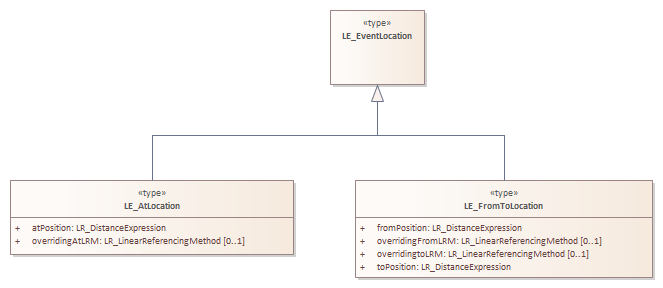 «type»
LE_EventLocation
«type»
LE_AtLocation
+ atPosition: LR_DistanceExpression
+ overridingAtLRM: LR_LinearReferencingMethod [0..1]
«type»
LE_FromToLocation
+ fromPosition: LR_DistanceExpression
+ overridingFromLRM: LR_LinearReferencingMethod [0..1]
+ overridingtoLRM: LR_LinearReferencingMethod [0..1]
+ toPosition: LR_DistanceExpression